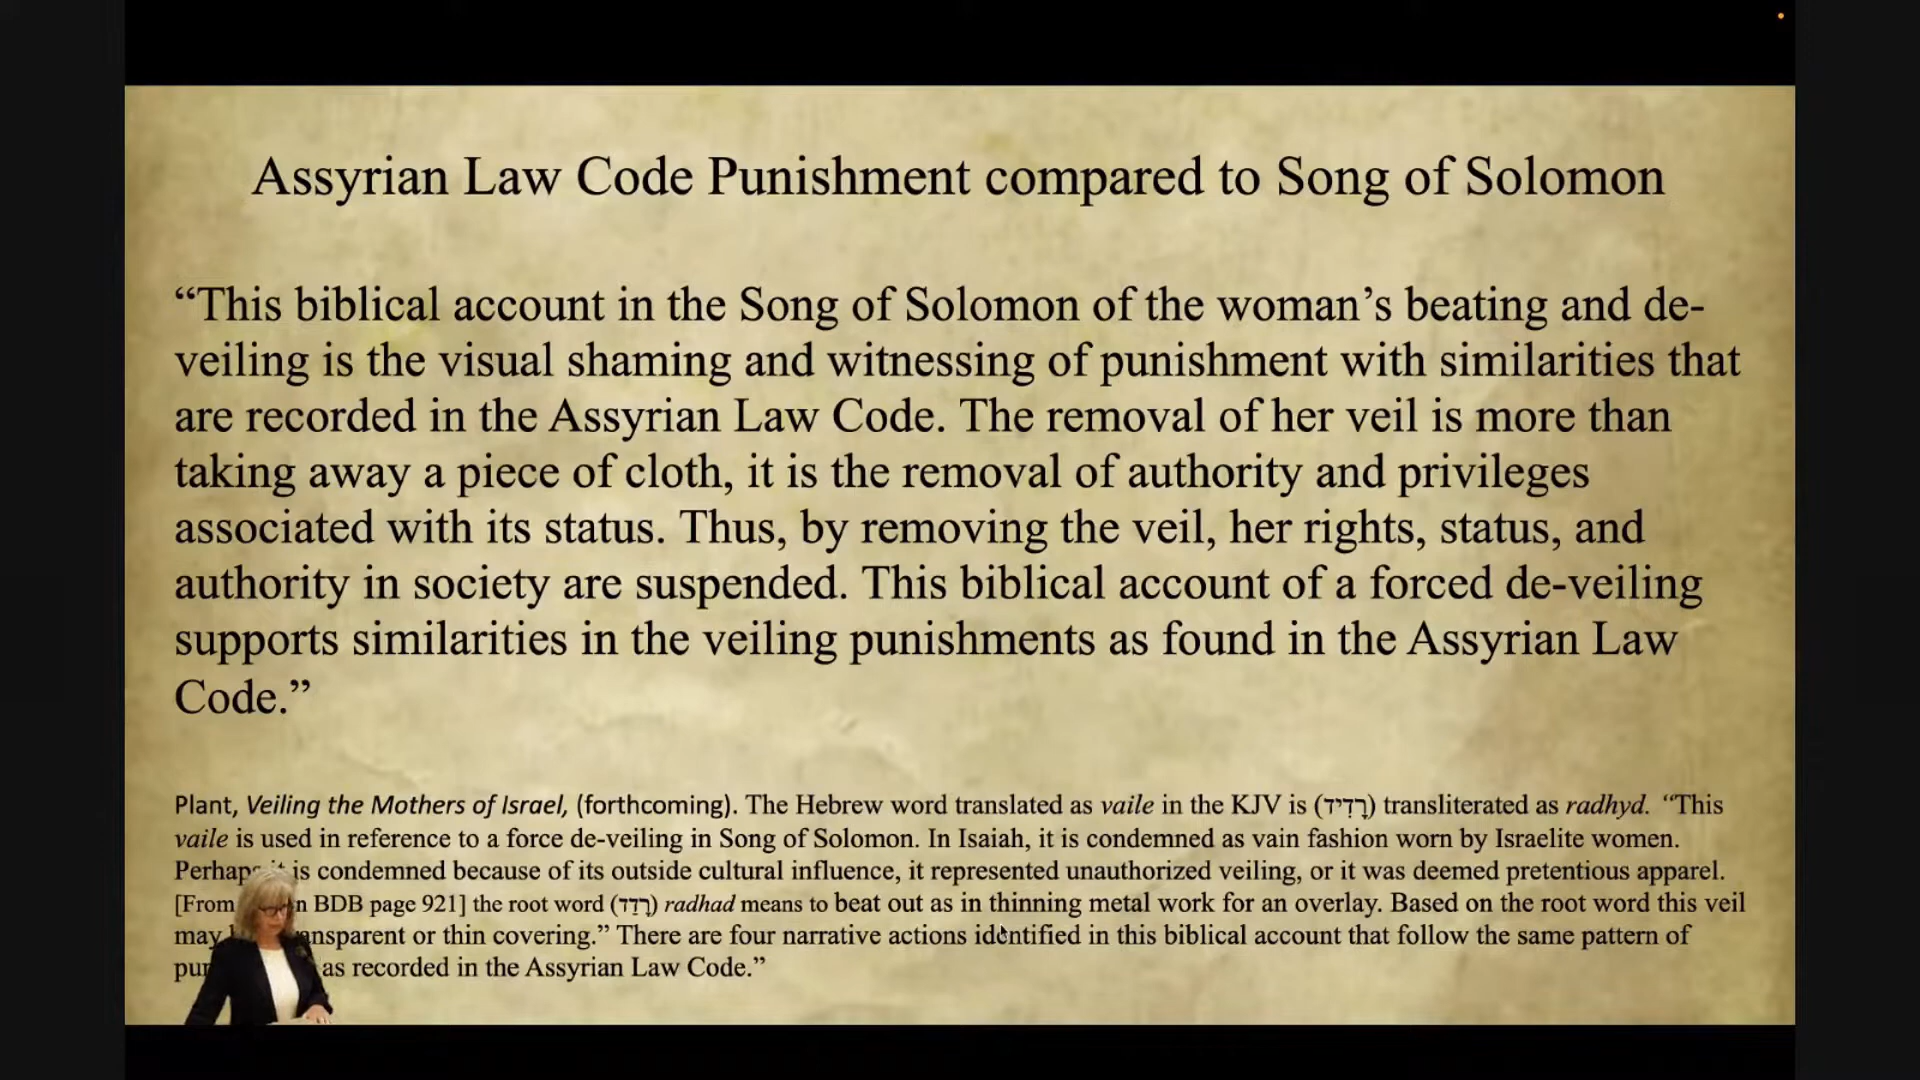 Assyrian Law Code Punishment compared to Song of Solomon
“This biblical account in the Song of Solomon of the woman’s beating and de-
veiling is the visual shaming and witnessing of punishment with similarities that
are recorded in the Assyrian Law Code. The removal of her veil is more than
taking away a piece of cloth, it is the removal of authority and privileges
associated with its status. Thus, by removing the veil, her rights, status, and
authority in society are suspended. This biblical account of a forced de-veiling
supports similarities in the veiling punishments as found in the Assyrian Law
Code.”
Plant, Veiling the Mothers of Israel, (forthcoming). The Hebrew word translated as vaile in the KJV is (רָדִיד) transliterated as radhyd. “This
vaile is used in reference to a force de-veiling in Song of Solomon. In Isaiah, it is condemned as vain fashion worn by Israelite women.
Perhaps it is condemned because of its outside cultural influence, it represented unauthorized veiling, or it was deemed pretentious apparel.
[From BDB page 921] the root word (רָדַד) radhad means to beat out as in thinning metal work for an overlay. Based on the root word this veil
may transparent or thin covering.” There are four narrative actions identified in this biblical account that follow the same pattern of
as recorded in the Assyrian Law Code.”